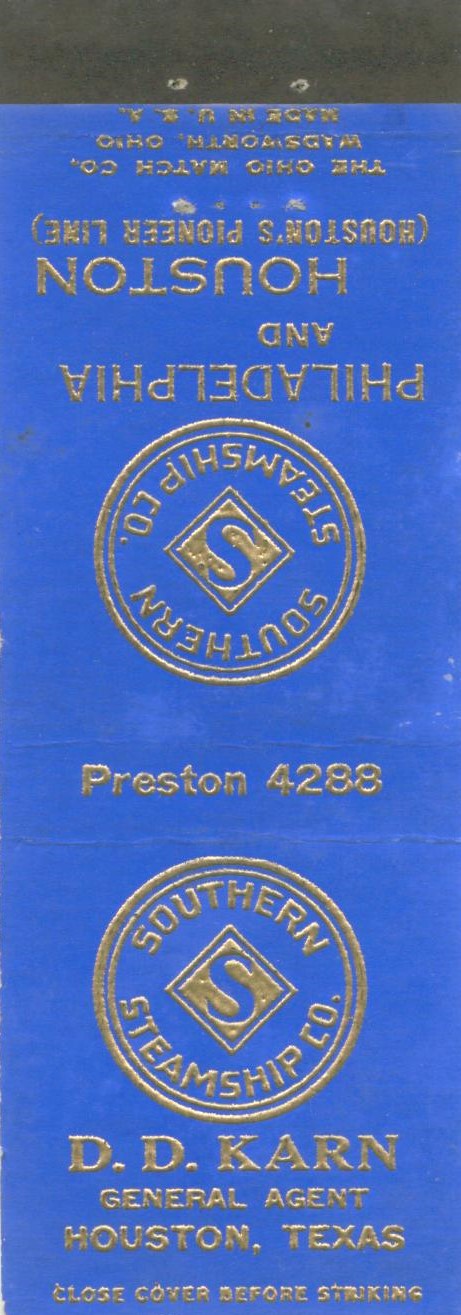 THE OHIO MATCH CO.
WADSWORTH, OHIO
MADE IN U. S. A.
(HOUSTON'S PIONEER LINE)
HOUSTON
AND
PHILADELPHIA
SOUTHERN
STEAMSHIP CO.
S
Preston 4288
SOUTHERN
S
STEAMSHIP CO.
D. D. KARN
GENERAL AGENT
HOUSTON, TEXAS
CLOSE COVER BEFORE STRIKING